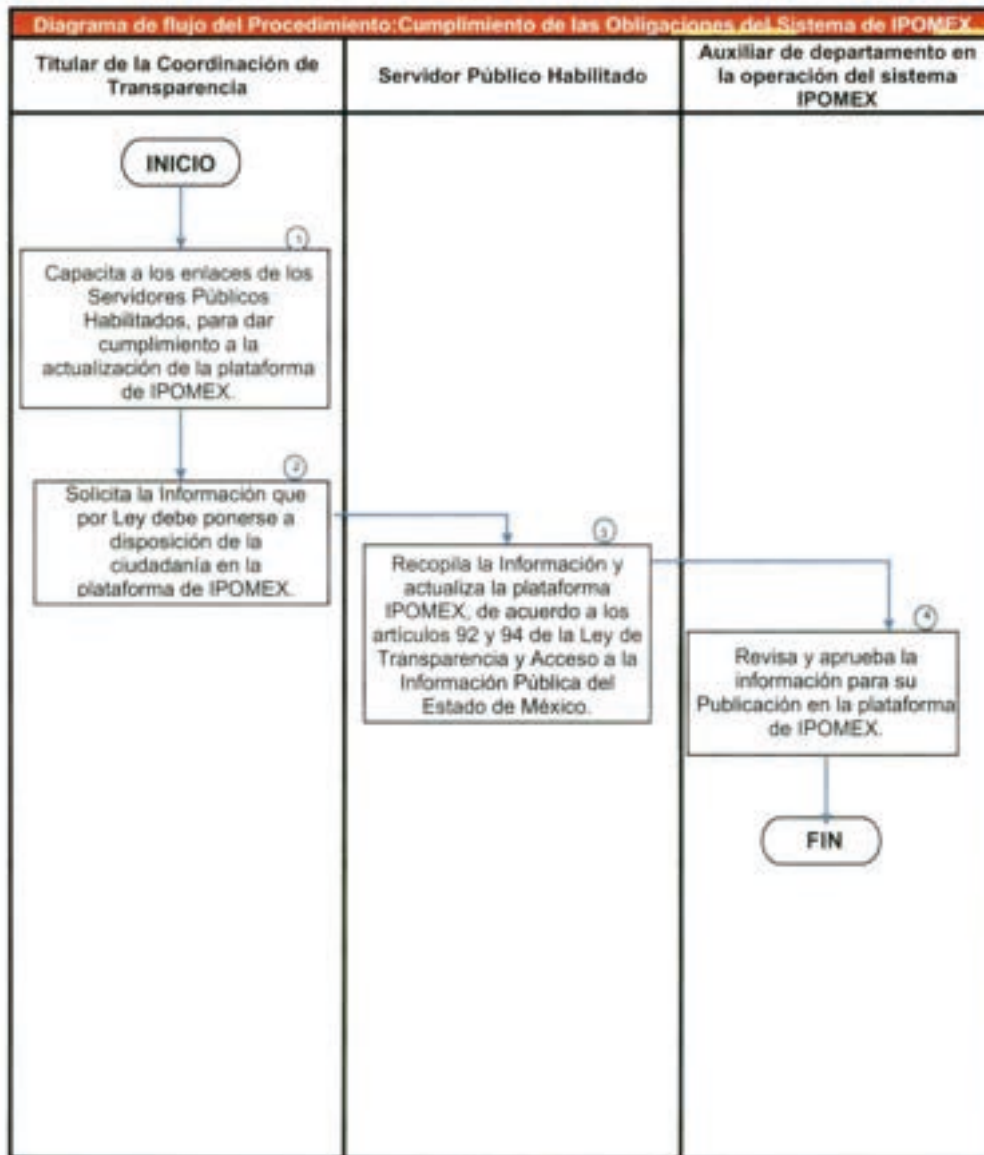 Diagrama de flujo del Procedimiento:Cumplimiento de las Obligaciones del Sistema de IPOMEX
Titular de la Coordinación de
Transparencia
Servidor Público Habilitado
Auxiliar de departamento en
la operación del sistema
IPOMEX
INICIO
1
Capacita a los enlaces de los
Servidores Públicos
Habilitados, para dar
cumplimiento a la
actualización de la plataforma
de IPOMEX.
2
Solicita la Información que
por Ley debe ponerse a
disposición de la
ciudadanía en la
plataforma de IPOMEX.
3
Recopila la Información y
actualiza la plataforma
IPOMEX, de acuerdo a los
artículos 92 y 94 de la Ley de
Transparencia y Acceso a la
Información Pública del
Estado de México.
4
Revisa y aprueba la
información para su
Publicación en la plataforma
de IPOMEX.
FIN